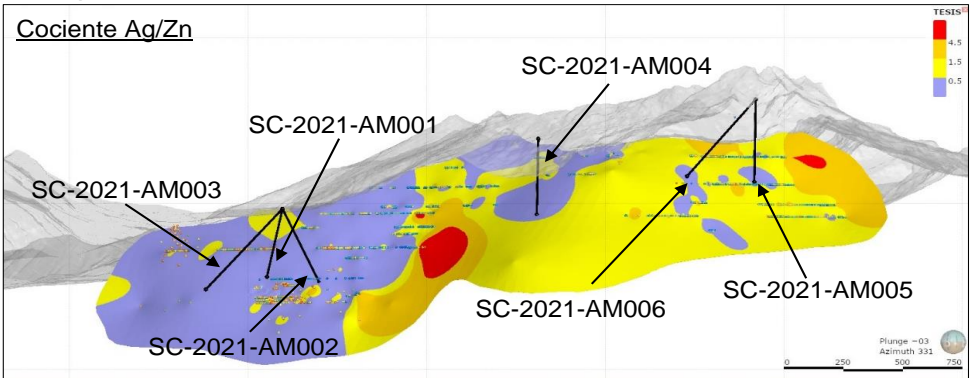 Cociente Ag/Zn
TESIS
4.5
1.5
0.5
SC-2021-AM004
SC-2021-AM001
SC-2021-AM003
SC-2021-AM002
SC-2021-AM006
SC-2021-AM005
Plunge −03
Azimuth 331
0 250 500 750